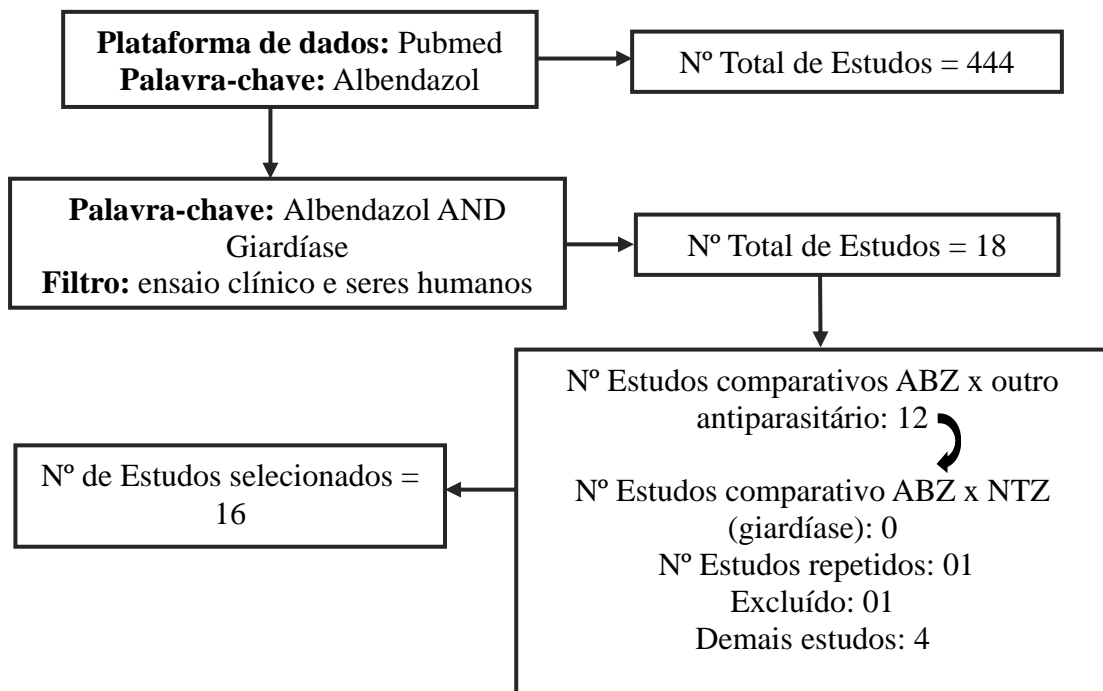 Plataforma de dados: Pubmed
Palavra-chave: Albendazol
Nº Total de Estudos = 444
Palavra-chave: Albendazol AND
Giardíase
Filtro: ensaio clínico e seres humanos
Nº Total de Estudos = 18
Nº Estudos comparativos ABZ x outro
antiparasitário: 12
Nº Estudos comparativo ABZ x NTZ
(giardíase): 0
Nº Estudos repetidos: 01
Excluído: 01
Demais estudos: 4
Nº de Estudos selecionados =
16